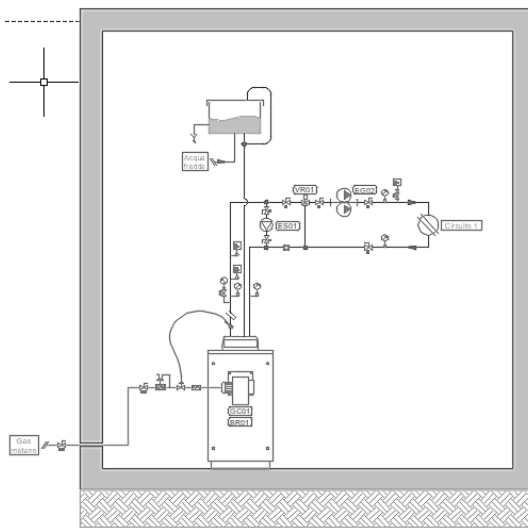 Acqua
fredda
VR01
EG02
ES01
Circuito 1
GC01
BR01
Gas
metano